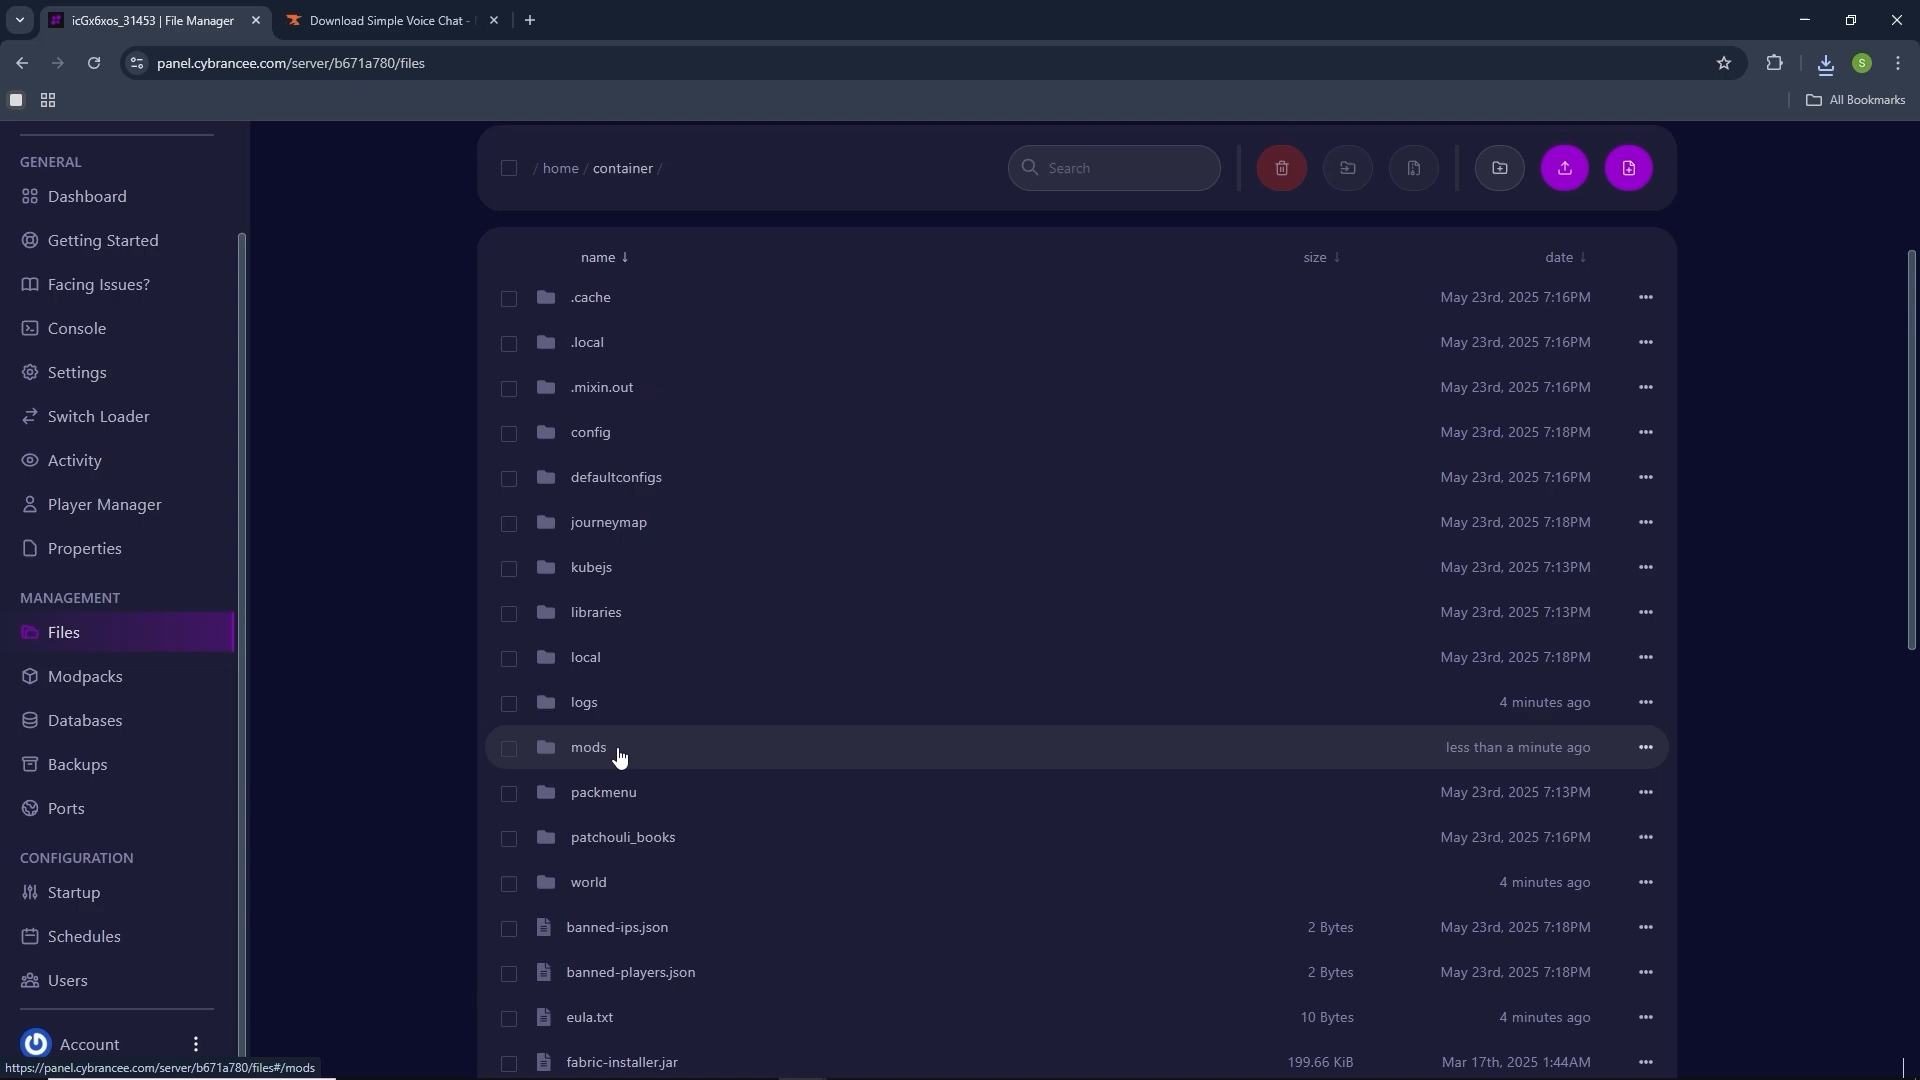 icGx6xos_31453 | File Manager
Download Simple Voice Chat -
panel.cybrancee.com/server/b671a780/files
S
All Bookmarks
GENERAL
Dashboard
Getting Started
Facing Issues?
Console
Settings
Switch Loader
Activity
Player Manager
Properties
MANAGEMENT
Files
Modpacks
Databases
Backups
Ports
CONFIGURATION
Startup
Schedules
Users
Account
https://panel.cybrancee.com/server/b671a780/files#/mods
/ home / container /
Search
name ↓ size ↓ date ↓
.cache May 23rd, 2025 7:16PM
.local May 23rd, 2025 7:16PM
.mixin.out May 23rd, 2025 7:16PM
config May 23rd, 2025 7:18PM
defaultconfigs May 23rd, 2025 7:16PM
journeymap May 23rd, 2025 7:18PM
kubejs May 23rd, 2025 7:13PM
libraries May 23rd, 2025 7:13PM
local May 23rd, 2025 7:18PM
logs 4 minutes ago
mods less than a minute ago
packmenu May 23rd, 2025 7:13PM
patchouli_books May 23rd, 2025 7:16PM
world 4 minutes ago
banned-ips.json 2 Bytes May 23rd, 2025 7:18PM
banned-players.json 2 Bytes May 23rd, 2025 7:18PM
eula.txt 10 Bytes 4 minutes ago
fabric-installer.jar 199.66 KiB Mar 17th, 2025 1:44AM